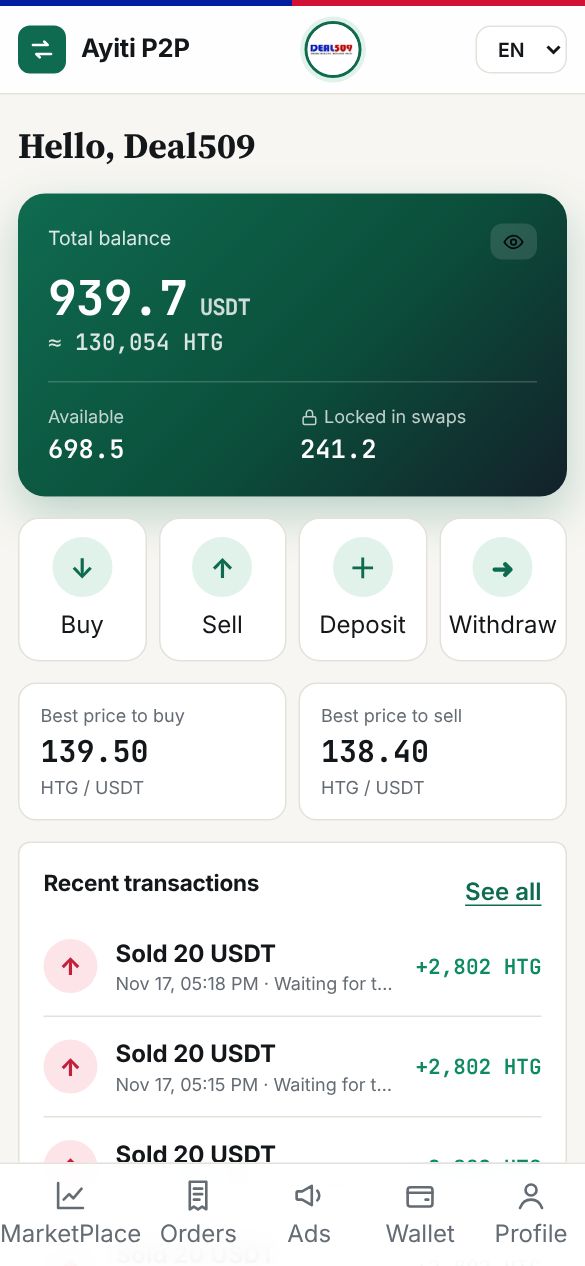 Ayiti P2P
DEAL509
EN
Hello, Deal509
Total balance
939.7 USDT
≈ 130,054 HTG
Available
Locked in swaps
698.5
241.2
Buy
Sell
Deposit
Withdraw
Best price to buy
139.50
HTG / USDT
Best price to sell
138.40
HTG / USDT
Recent transactions
See all
Sold 20 USDT
+2,802 HTG
Nov 17, 05:18 PM · Waiting for t...
Sold 20 USDT
+2,802 HTG
Nov 17, 05:15 PM · Waiting for t...
Sold 20 USDT
MarketPlace
Orders
Ads
Wallet
Profile